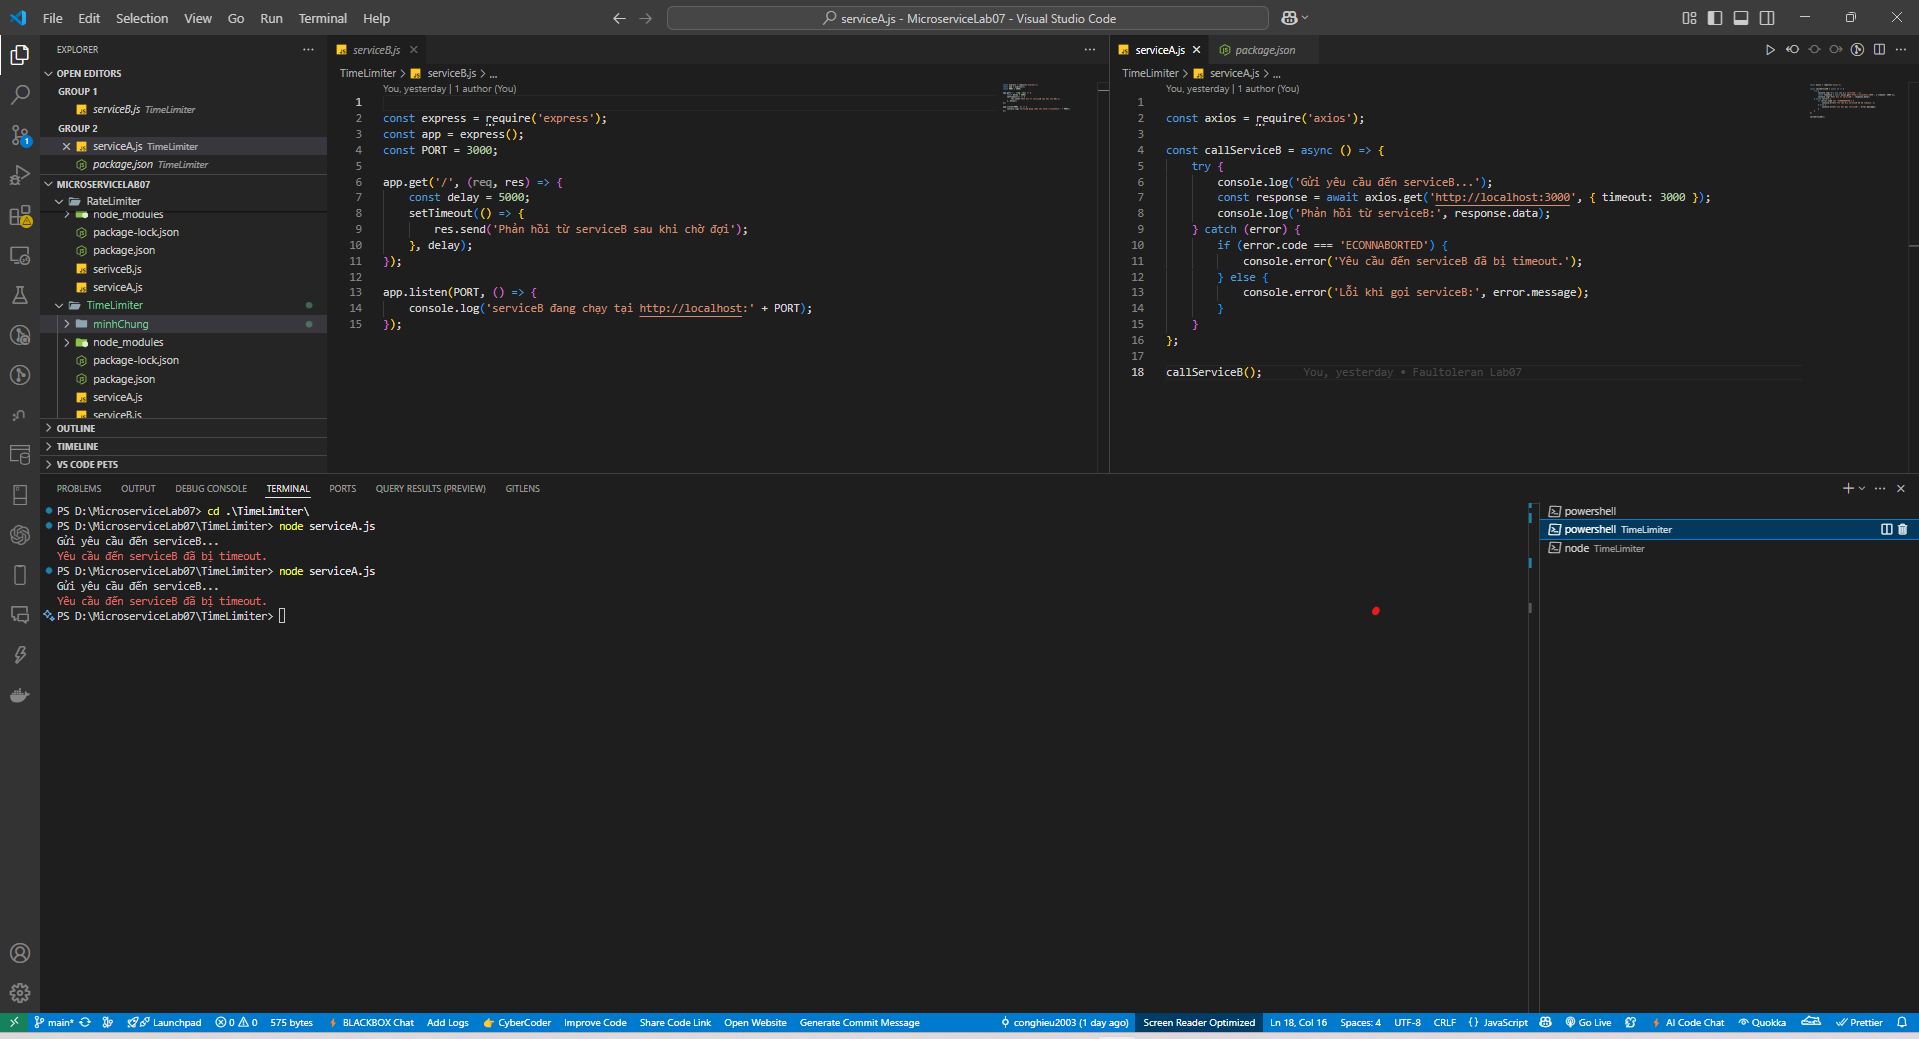 File Edit Selection View Go Run Terminal Help
serviceA.js - MicroserviceLab07 - Visual Studio Code
EXPLORER
OPEN EDITORS
GROUP 1
serviceB.js TimeLimiter
GROUP 2
serviceA.js TimeLimiter
package.json TimeLimiter
MICROSERVICELAB07
RateLimiter
node_modules
package-lock.json
package.json
serivceB.js
serviceA.js
TimeLimiter
minhChung
node_modules
package-lock.json
package.json
serviceA.js
serviceB.js
OUTLINE
TIMELINE
VS CODE PETS
serviceB.js
TimeLimiter > serviceB.js > ...
You, yesterday | 1 author (You)
1
2 const express = require('express');
3 const app = express();
4 const PORT = 3000;
5
6 app.get('/', (req, res) => {
7 const delay = 5000;
8 setTimeout(() => {
9 res.send('Phản hồi từ serviceB sau khi chờ đợi');
10 }, delay);
11 });
12
13 app.listen(PORT, () => {
14 console.log('serviceB đang chạy tại http://localhost:' + PORT);
15 });
serviceA.js package.json
TimeLimiter > serviceA.js > ...
You, yesterday | 1 author (You)
1
2 const axios = require('axios');
3
4 const callServiceB = async () => {
5 try {
6 console.log('Gửi yêu cầu đến serviceB...');
7 const response = await axios.get('http://localhost:3000', { timeout: 3000 });
8 console.log('Phản hồi từ serviceB:', response.data);
9 } catch (error) {
10 if (error.code === 'ECONNABORTED') {
11 console.error('Yêu cầu đến serviceB đã bị timeout.');
12 } else {
13 console.error('Lỗi khi gọi serviceB:', error.message);
14 }
15 }
16 };
17
18 callServiceB(); You, yesterday • Faultoleran Lab07
PROBLEMS OUTPUT DEBUG CONSOLE TERMINAL PORTS QUERY RESULTS (PREVIEW) GITLENS
PS D:\MicroserviceLab07> cd .\TimeLimiter\
PS D:\MicroserviceLab07\TimeLimiter> node serviceA.js
Gửi yêu cầu đến serviceB...
Yêu cầu đến serviceB đã bị timeout.
PS D:\MicroserviceLab07\TimeLimiter> node serviceA.js
Gửi yêu cầu đến serviceB...
Yêu cầu đến serviceB đã bị timeout.
PS D:\MicroserviceLab07\TimeLimiter>
powershell
powershell TimeLimiter
node TimeLimiter
main* Launchpad 0 0 575 bytes BLACKBOX Chat Add Logs CyberCoder Improve Code Share Code Link Open Website Generate Commit Message conghieu2003 (1 day ago) Screen Reader Optimized Ln 18, Col 16 Spaces: 4 UTF-8 CRLF {} JavaScript Go Live AI Code Chat Quokka Prettier